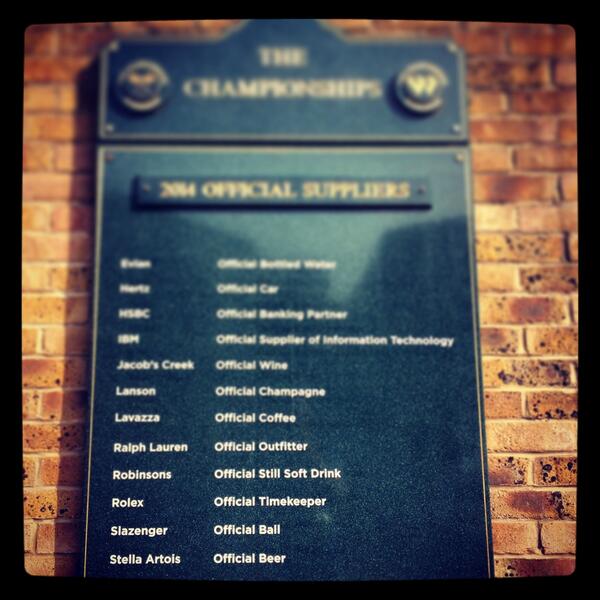 THE
CHAMPIONSHIPS
2014 OFFICIAL SUPPLIERS
Evian Official Bottled Water
Hertz Official Car
HSBC Official Banking Partner
IBM Official Supplier of Information Technology
Jacob's Creek Official Wine
Lanson Official Champagne
Lavazza Official Coffee
Ralph Lauren Official Outfitter
Robinsons Official Still Soft Drink
Rolex Official Timekeeper
Slazenger Official Ball
Stella Artois Official Beer